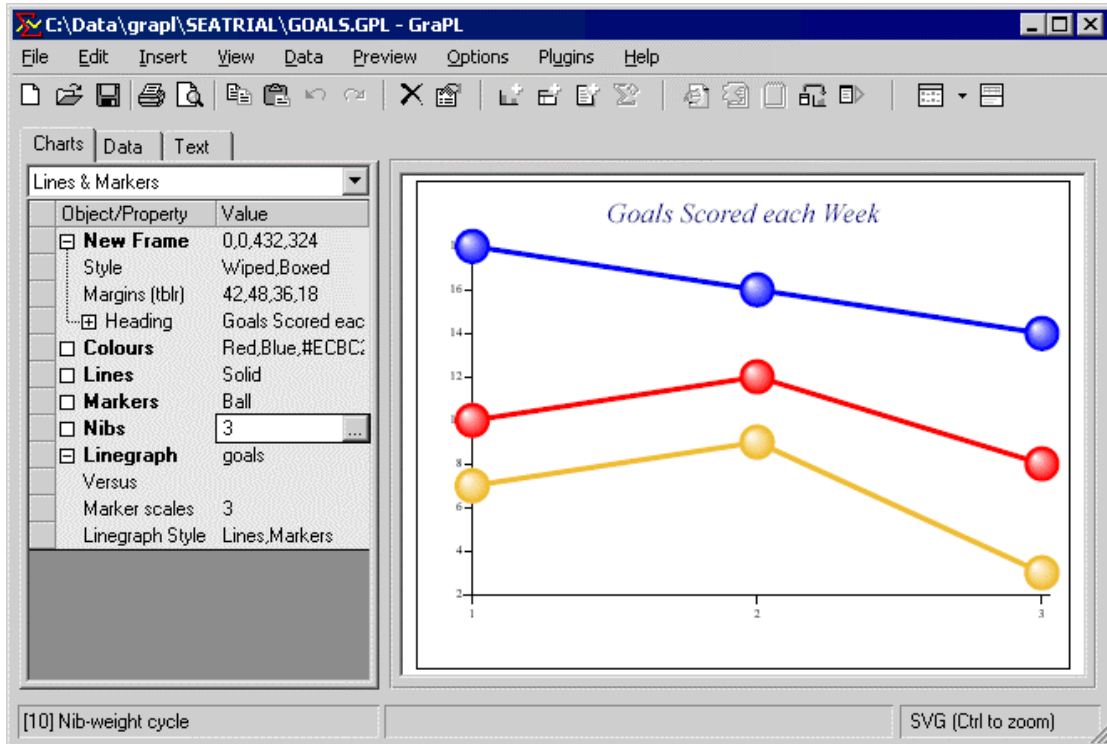 C:\Data\grapl\SEATRIAL\GOALS.GPL - GraPL
File Edit Insert View Data Preview Options Plugins Help
Charts Data Text
Lines & Markers
Object/Property Value
New Frame 0,0,432,324
Style Wiped,Boxed
Margins (tblr) 42,48,36,18
Heading Goals Scored eac
Colours Red,Blue,#ECBC2
Lines Solid
Markers Ball
Nibs 3 ...
Linegraph goals
Versus
Marker scales 3
Linegraph Style Lines,Markers
Goals Scored each Week
16
14
12
8
6
4
2
1 2 3
[10] Nib-weight cycle
SVG (Ctrl to zoom)